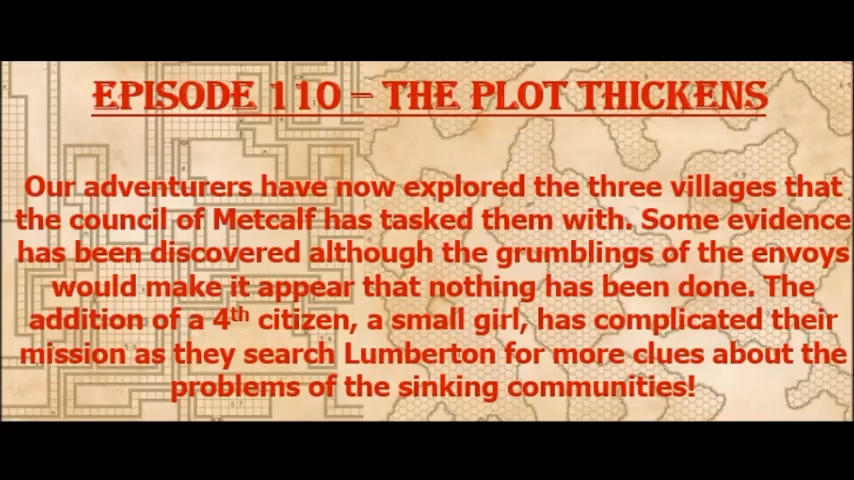 EPISODE 110 – THE PLOT THICKENS
Our adventurers have now explored the three villages that
the council of Metcalf has tasked them with. Some evidence
has been discovered although the grumblings of the envoys
would make it appear that nothing has been done. The
addition of a 4th citizen, a small girl, has complicated their
mission as they search Lumberton for more clues about the
problems of the sinking communities!